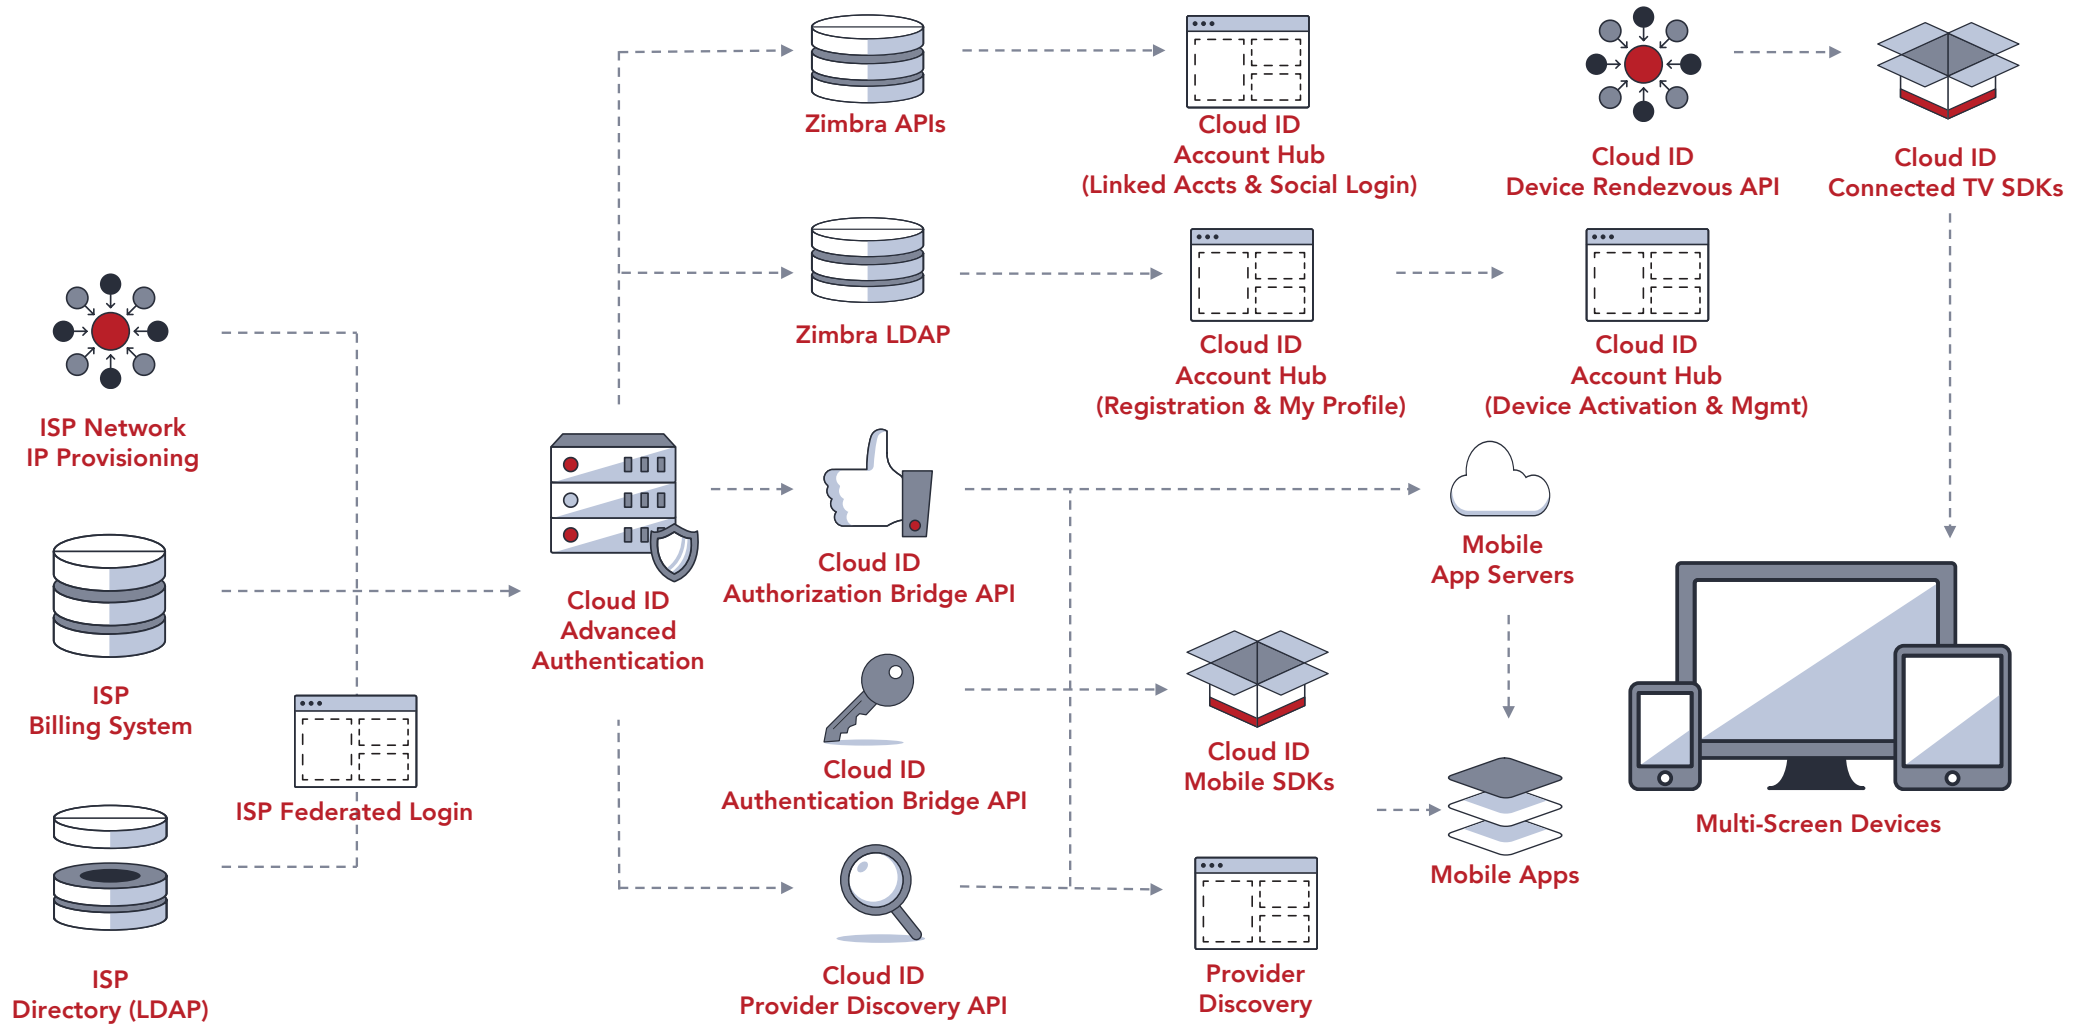 Zimbra APIs
Cloud ID
Account Hub
(Linked Accts & Social Login)
Cloud ID
Device Rendezvous API
Cloud ID
Connected TV SDKs
Zimbra LDAP
Cloud ID
Account Hub
(Registration & My Profile)
Cloud ID
Account Hub
(Device Activation & Mgmt)
ISP Network
IP Provisioning
Cloud ID
Advanced
Authentication
Cloud ID
Authorization Bridge API
Mobile
App Servers
ISP
Billing System
ISP Federated Login
Cloud ID
Authentication Bridge API
Cloud ID
Mobile SDKs
Mobile Apps
Multi-Screen Devices
ISP
Directory (LDAP)
Cloud ID
Provider Discovery API
Provider
Discovery